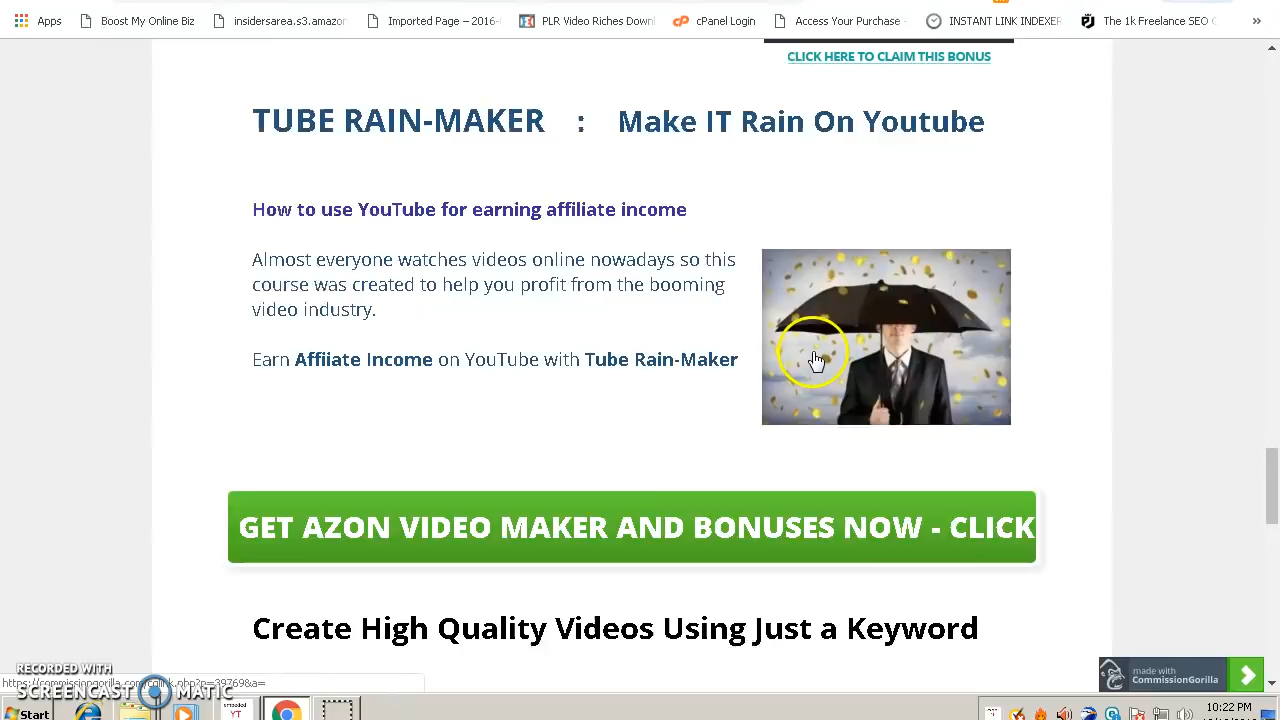 Apps Boost My Online Biz insidersarea.s3.amazon Imported Page – 2016- PLR Video Riches Downl cPanel Login Access Your Purchase - INSTANT LINK INDEXER The 1k Freelance SEO »
CLICK HERE TO CLAIM THIS BONUS
TUBE RAIN-MAKER : Make IT Rain On Youtube
How to use YouTube for earning affiliate income
Almost everyone watches videos online nowadays so this
course was created to help you profit from the booming
video industry.
Earn Affiiate Income on YouTube with Tube Rain-Maker
GET AZON VIDEO MAKER AND BONUSES NOW - CLICK
Create High Quality Videos Using Just a Keyword
made with
CommissionGorilla
RECORDED WITH
SCREENCAST MATIC
Start
YT
10:22 PM